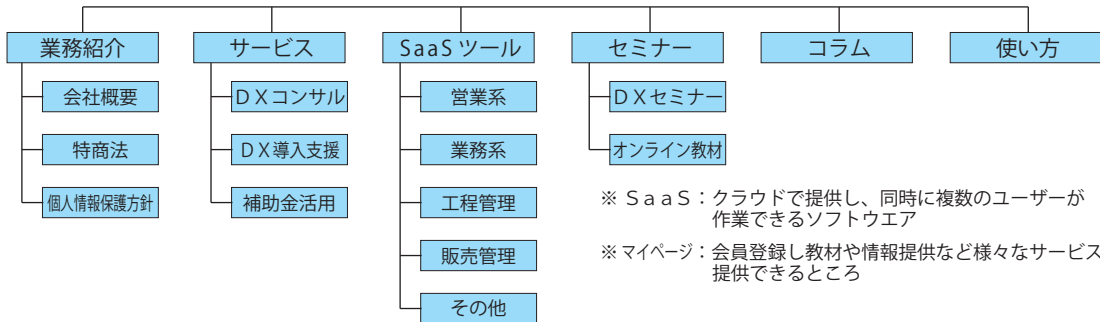 業務紹介
サービス
SaaS ツール
セミナー
コラム
使い方
会社概要
特商法
個人情報保護方針
ＤＸコンサル
ＤＸ導入支援
補助金活用
営業系
業務系
工程管理
販売管理
その他
ＤＸセミナー
オンライン教材
※ ＳａａＳ：クラウドで提供し、同時に複数のユーザーが
作業できるソフトウエア
※ マイページ：会員登録し教材や情報提供など様々なサービス
提供できるところ